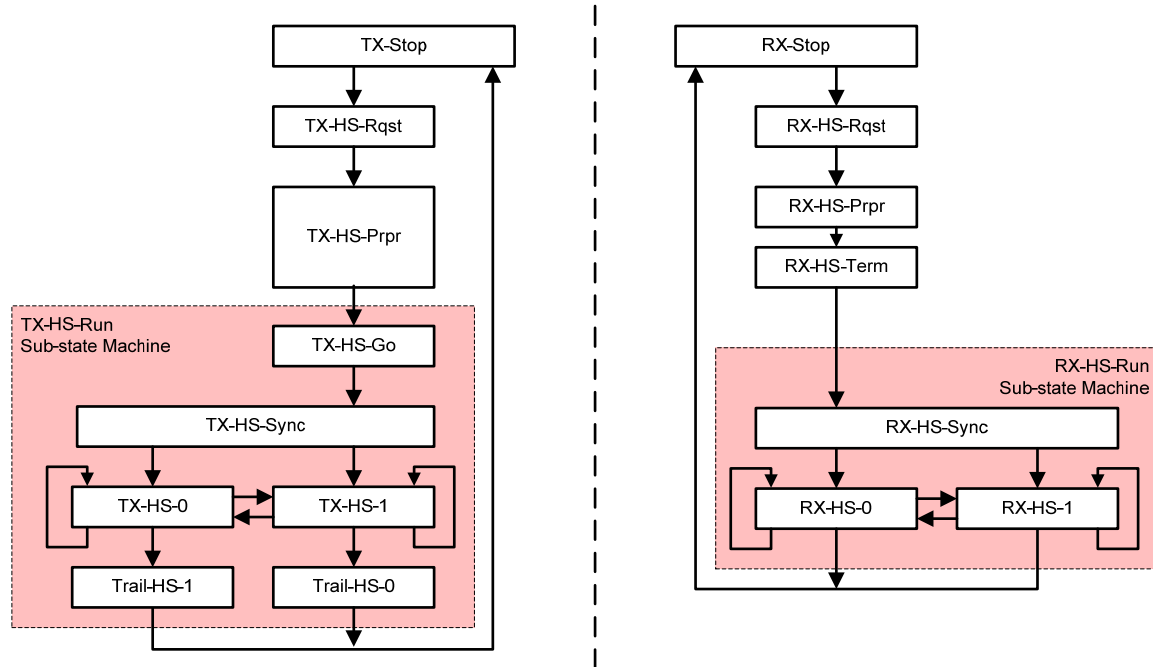 TX-Stop
TX-HS-Rqst
TX-HS-Prpr
TX-HS-Run
Sub-state Machine
TX-HS-Go
TX-HS-Sync
TX-HS-0
TX-HS-1
Trail-HS-1
Trail-HS-0
RX-Stop
RX-HS-Rqst
RX-HS-Prpr
RX-HS-Term
RX-HS-Run
Sub-state Machine
RX-HS-Sync
RX-HS-0
RX-HS-1